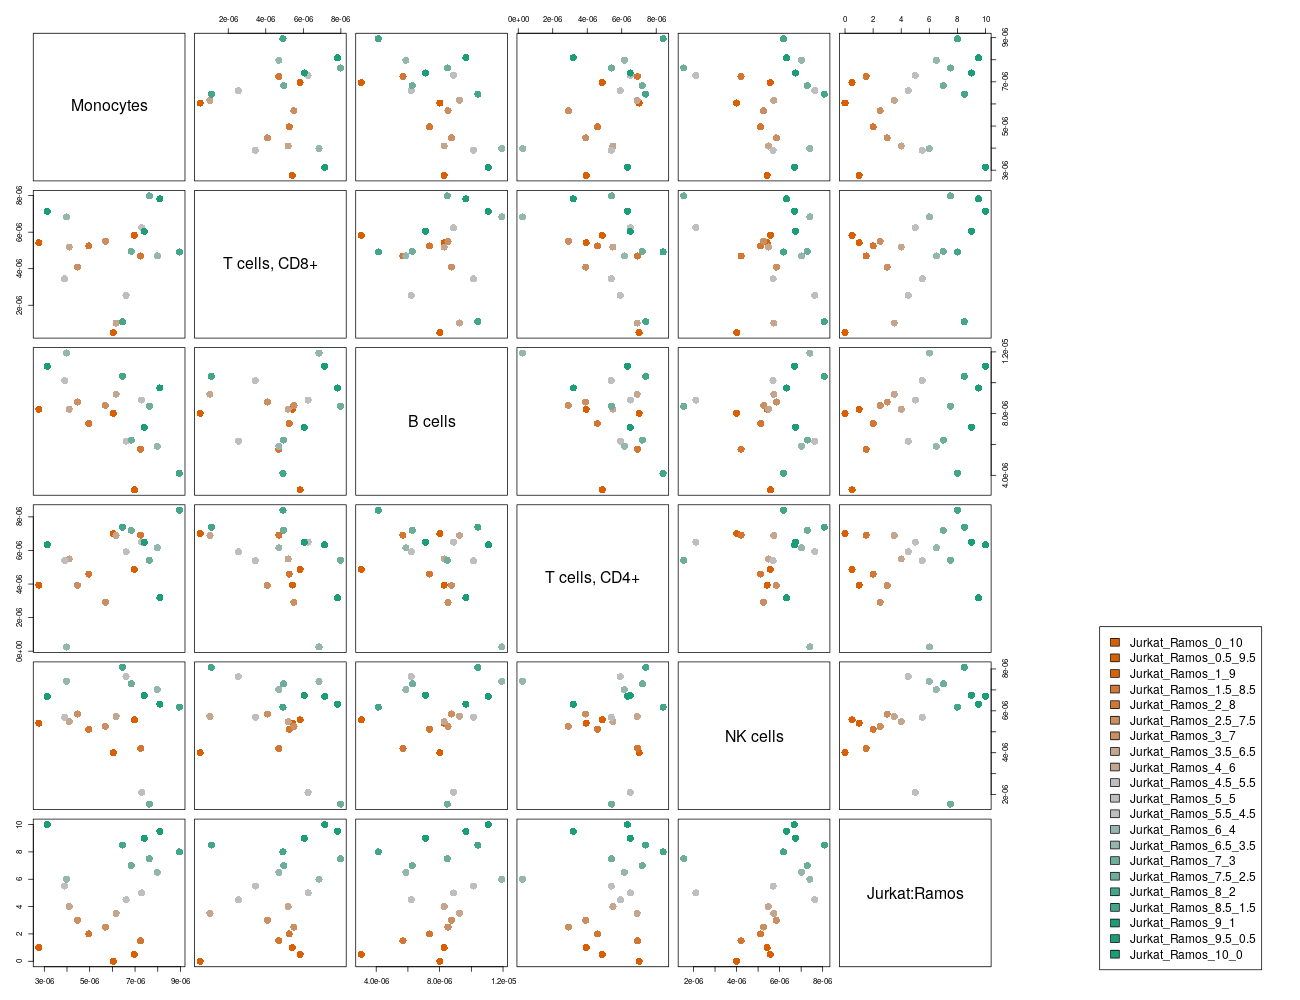 2e-06 4e-06 6e-06 8e-06 0e+00 2e-06 4e-06 6e-06 8e-06 0 2 4 6 8 10
Monocytes
3e-06 5e-06 7e-06 9e-06
2e-06 4e-06 6e-06 8e-06
T cells, CD8+
B cells
4.0e-06 8.0e-06 1.2e-05
0e+00 2e-06 4e-06 6e-06 8e-06
T cells, CD4+
NK cells
2e-06 4e-06 6e-06 8e-06
0 2 4 6 8 10
Jurkat:Ramos
3e-06 5e-06 7e-06 9e-06 4.0e-06 8.0e-06 1.2e-05 2e-06 4e-06 6e-06 8e-06
Jurkat_Ramos_0_10
Jurkat_Ramos_0.5_9.5
Jurkat_Ramos_1_9
Jurkat_Ramos_1.5_8.5
Jurkat_Ramos_2_8
Jurkat_Ramos_2.5_7.5
Jurkat_Ramos_3_7
Jurkat_Ramos_3.5_6.5
Jurkat_Ramos_4_6
Jurkat_Ramos_4.5_5.5
Jurkat_Ramos_5_5
Jurkat_Ramos_5.5_4.5
Jurkat_Ramos_6_4
Jurkat_Ramos_6.5_3.5
Jurkat_Ramos_7_3
Jurkat_Ramos_7.5_2.5
Jurkat_Ramos_8_2
Jurkat_Ramos_8.5_1.5
Jurkat_Ramos_9_1
Jurkat_Ramos_9.5_0.5
Jurkat_Ramos_10_0